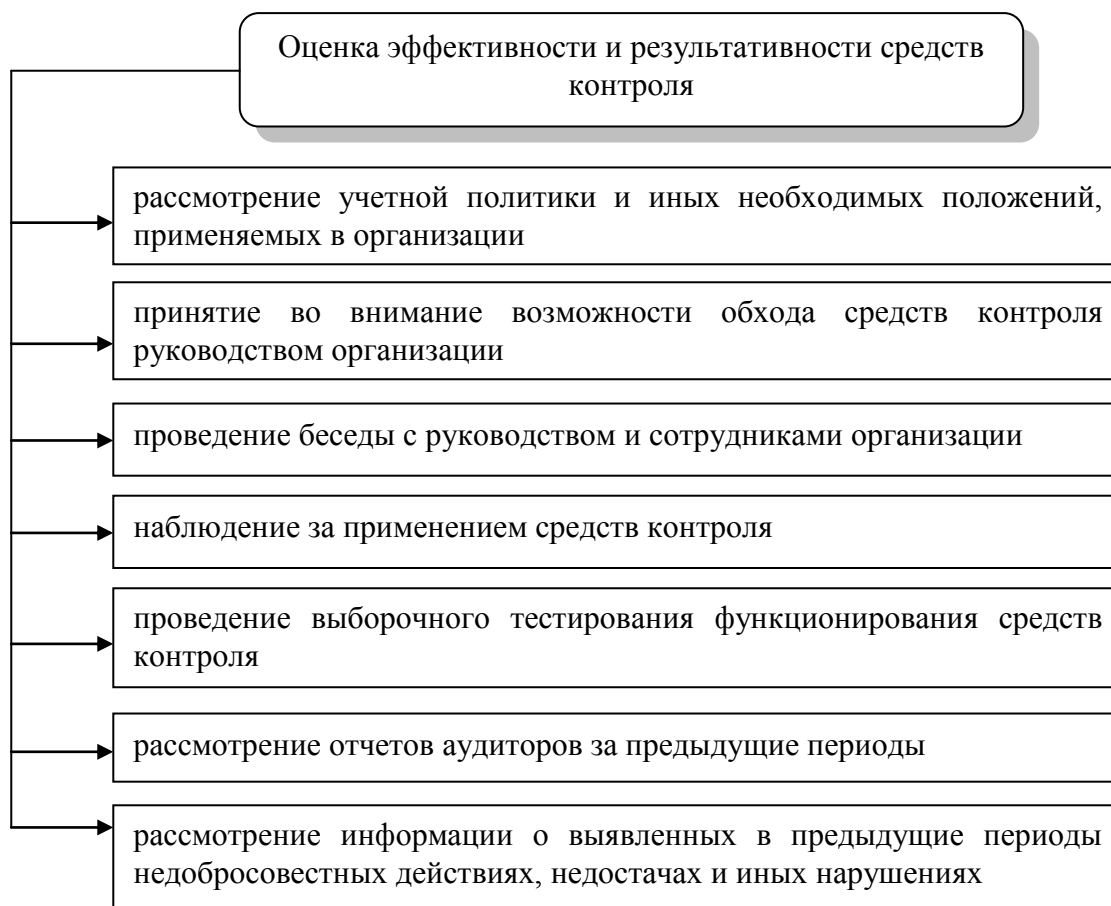 Оценка эффективности и результативности средств
контроля
рассмотрение учетной политики и иных необходимых положений,
применяемых в организации
принятие во внимание возможности обхода средств контроля
руководством организации
проведение беседы с руководством и сотрудниками организации
наблюдение за применением средств контроля
проведение выборочного тестирования функционирования средств
контроля
рассмотрение отчетов аудиторов за предыдущие периоды
рассмотрение информации о выявленных в предыдущие периоды
недобросовестных действиях, недостачах и иных нарушениях